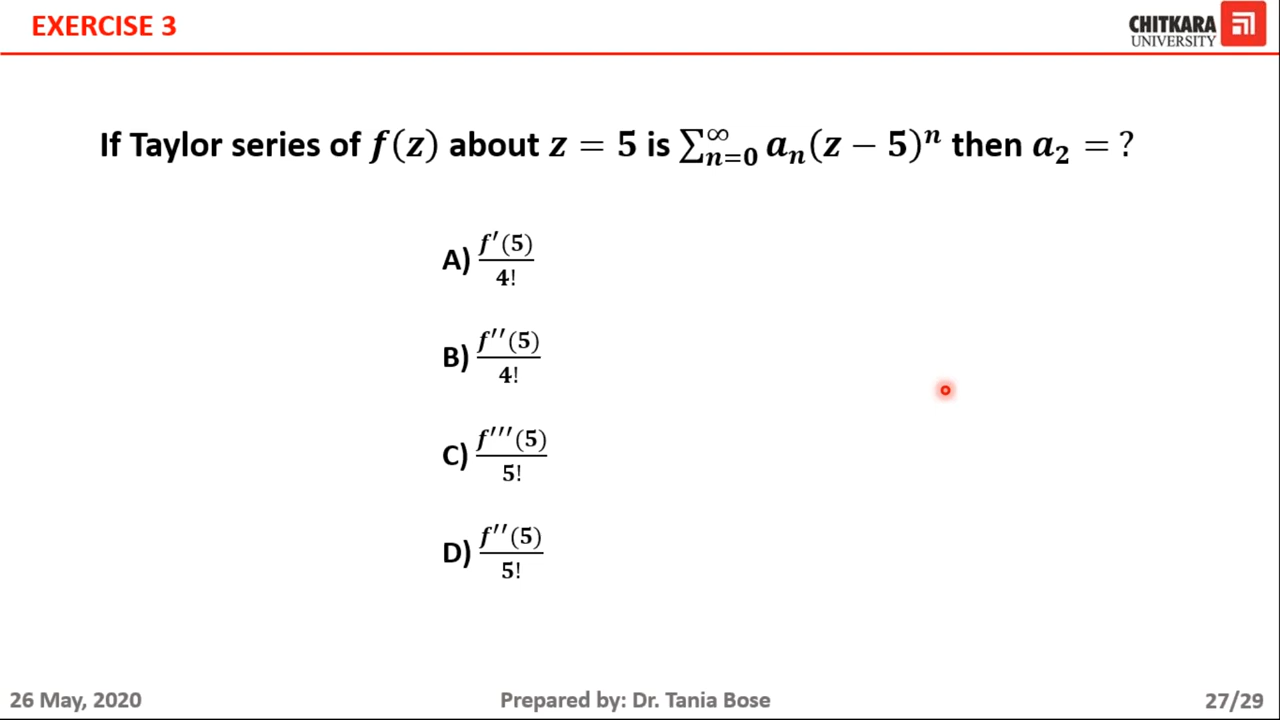 EXERCISE 3
CHITKARA
UNIVERSITY
If Taylor series of f(z) about z = 5 is ∑_{n=0}^{∞} a_n(z − 5)^n then a_2 = ?
A) f′(5)/4!
B) f′′(5)/4!
C) f′′′(5)/5!
D) f′′(5)/5!
26 May, 2020 Prepared by: Dr. Tania Bose 27/29